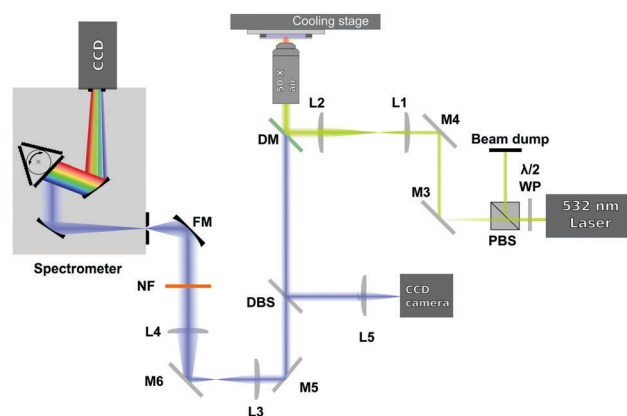 Cooling stage
CCD
50 X
air
L2
L1
M4
DM
Beam dump
λ/2
WP
M3
532 nm
Laser
PBS
FM
Spectrometer
NF
DBS
CCD
camera
L4
L5
M6
M5
L3